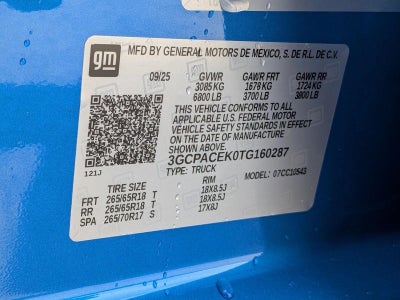 gm
MFD BY GENERAL MOTORS DE MEXICO, S. DE R.L. DE C.V.
09/25 GVWR GAWR FRT GAWR RR
3085 KG 1678 KG 1724 KG
6800 LB 3700 LB 3800 LB
THIS VEHICLE CONFORMS TO ALL
APPLICABLE U.S. FEDERAL MOTOR
VEHICLE SAFETY STANDARDS IN EFFECT
ON THE DATE OF MANUFACTURE SHOWN ABOVE.
3GCPACEK0TG160287
TYPE: TRUCK MODEL: 07CC10543
121J
TIRE SIZE RIM
FRT 265/65R18 T 18X8.5J
RR 265/65R18 T 18X8.5J
SPA 265/70R17 S 17X8J